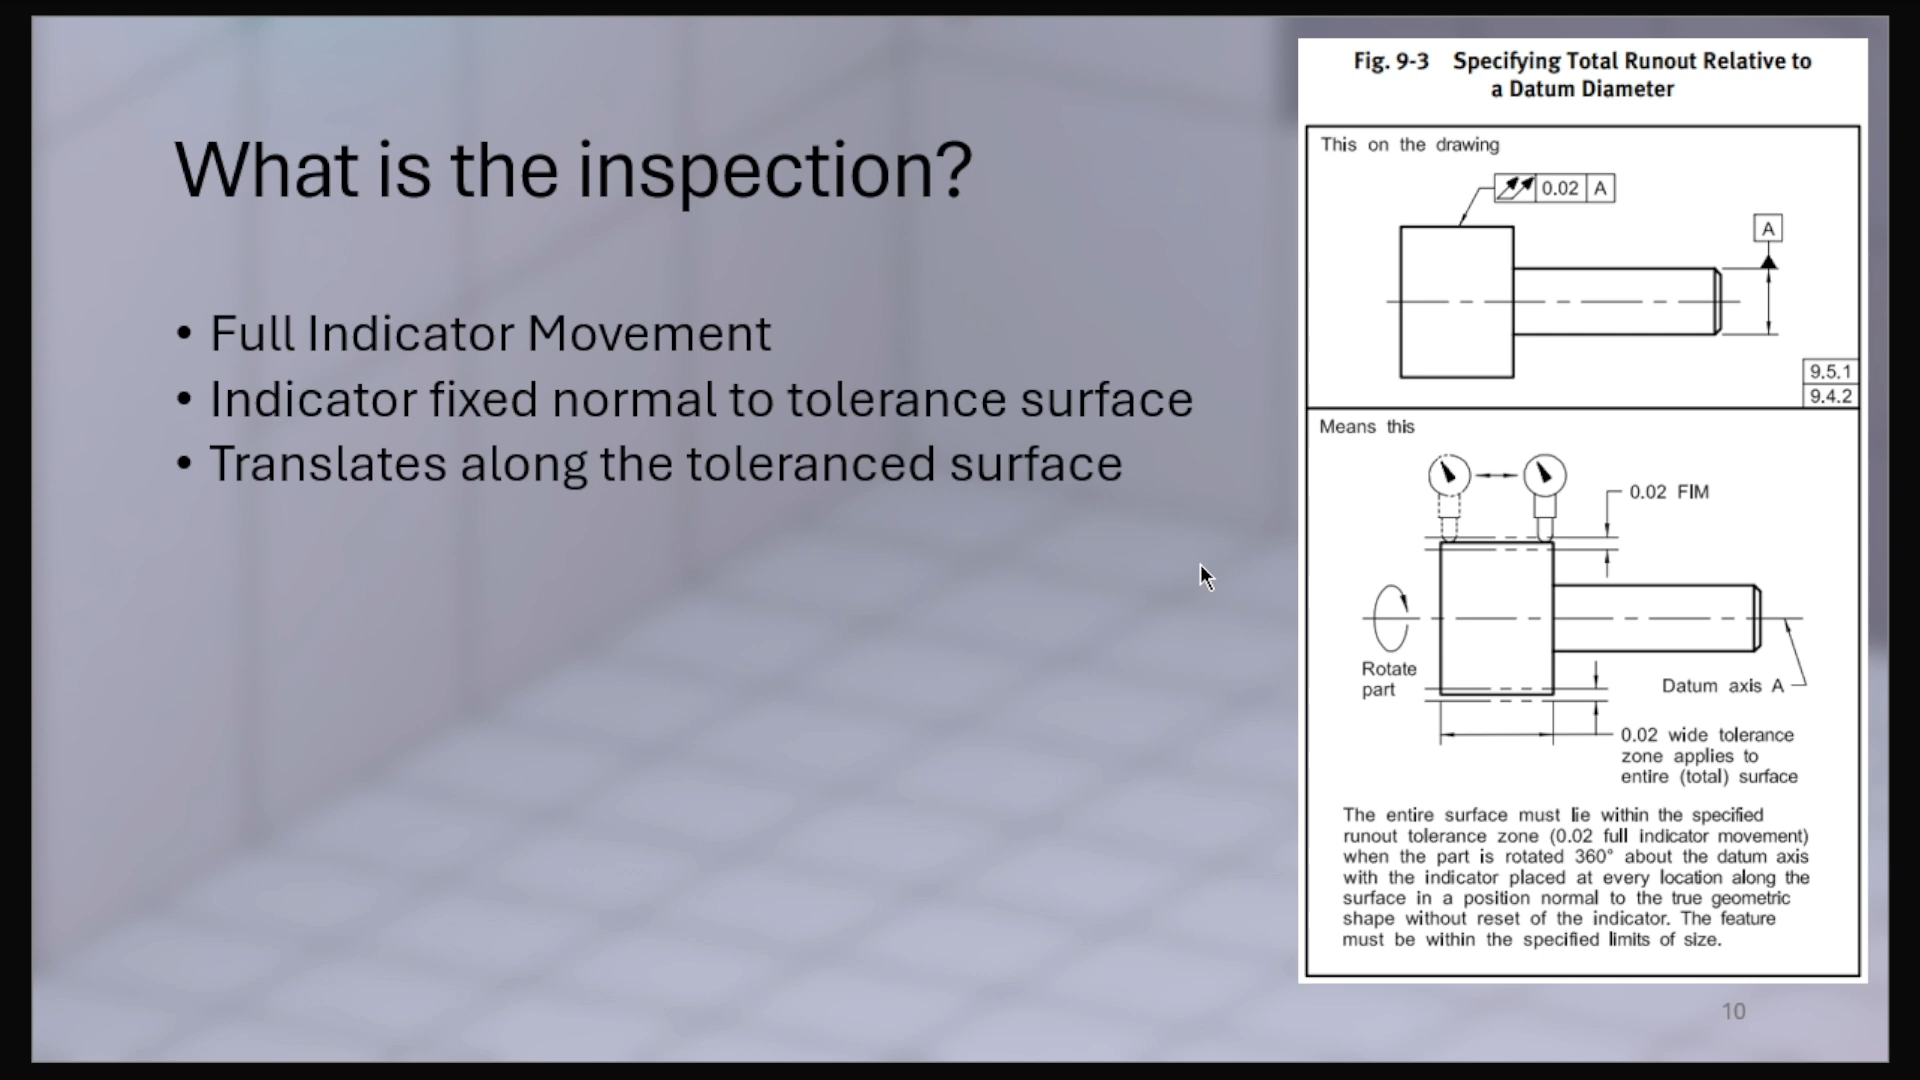 What is the inspection?
• Full Indicator Movement
• Indicator fixed normal to tolerance surface
• Translates along the toleranced surface
Fig. 9-3 Specifying Total Runout Relative to
a Datum Diameter
This on the drawing
0.02 A
A
9.5.1
9.4.2
Means this
0.02 FIM
Rotate
part
Datum axis A
0.02 wide tolerance
zone applies to
entire (total) surface
The entire surface must lie within the specified
runout tolerance zone (0.02 full indicator movement)
when the part is rotated 360° about the datum axis
with the indicator placed at every location along the
surface in a position normal to the true geometric
shape without reset of the indicator. The feature
must be within the specified limits of size.
10